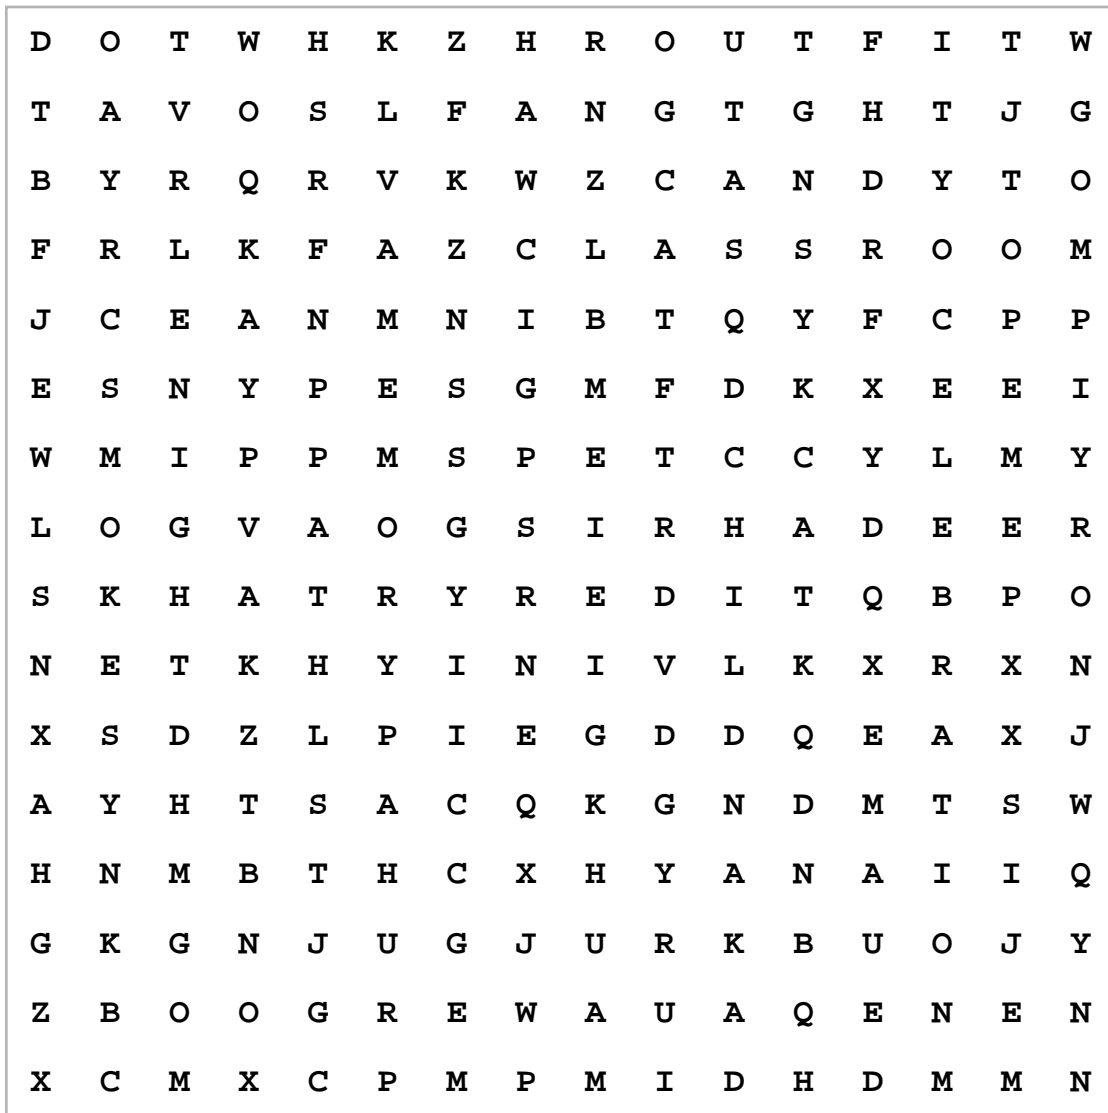 D O T W H K Z H R O U T F I T W
T A V O S L F A N G T G H T J G
B Y R Q R V K W Z C A N D Y T O
F R L K F A Z C L A S S R O O M
J C E A N M N I B T Q Y F C P P
E S N Y P E S G M F D K X E E I
W M I P P M S P E T C C Y L M Y
L O G V A O G S I R H A D E E R
S K H A T R Y R E D I T Q B P O
N E T K H Y I N I V L K X R X N
X S D Z L P I E G D D Q E A X J
A Y H T S A C Q K G N D M T S W
H N M B T H C X H Y A N A I I Q
G K G N J U G J U R K B U O J Y
Z B O O G R E W A U A Q E N E N
X C M X C P M P M I D H D M M N